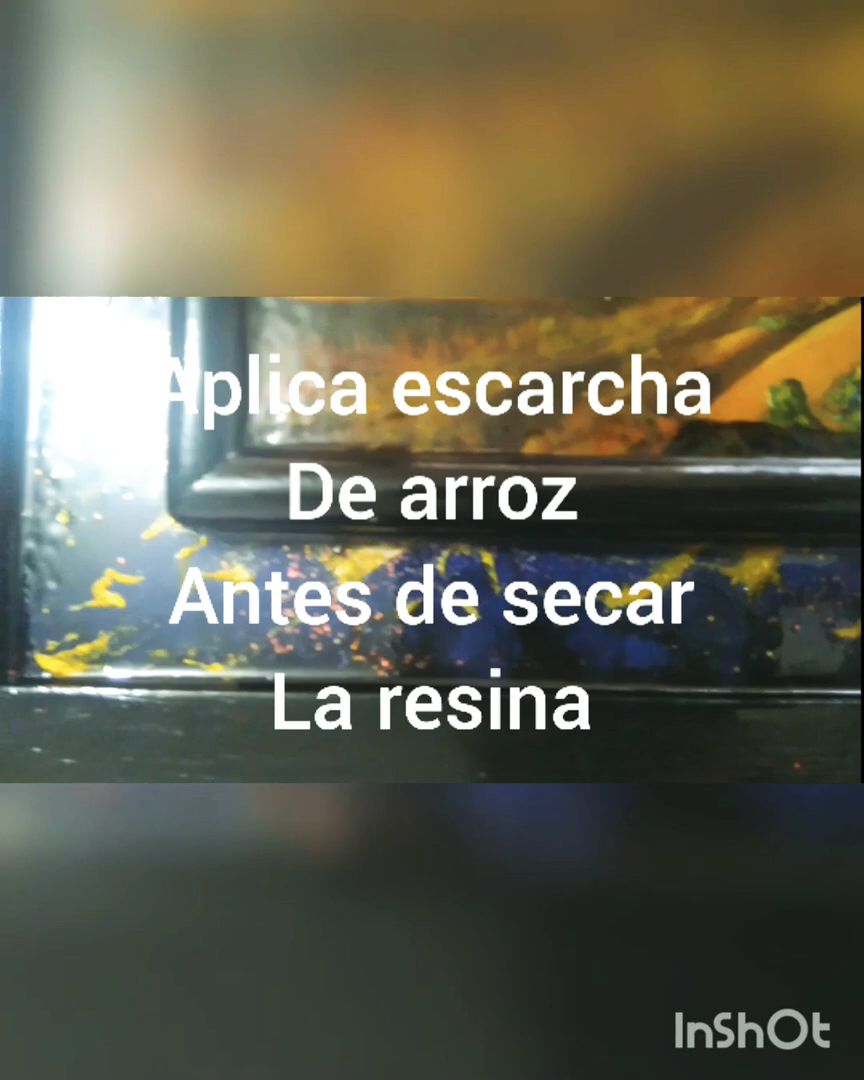 Aplica escarcha
De arroz
Antes de secar
La resina
InShOt